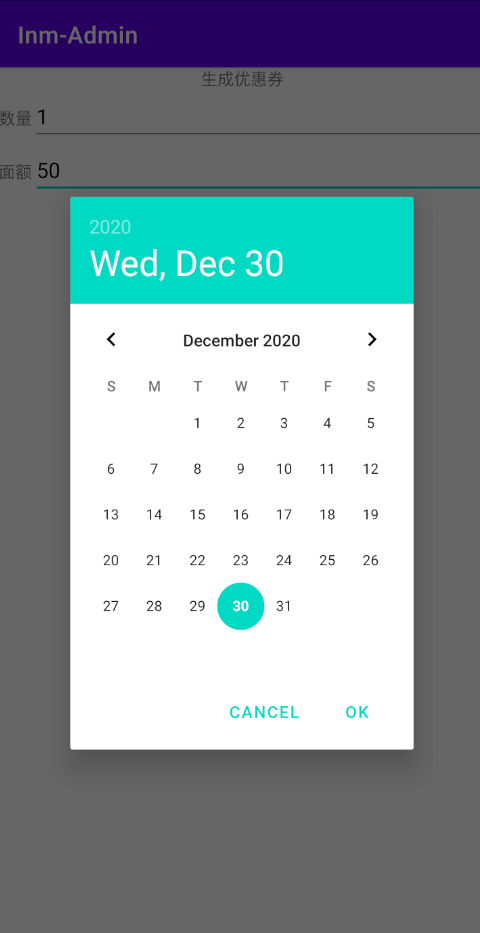 Inm-Admin
生成优惠券
数量 1
面额 50
2020
Wed, Dec 30
December 2020
S M T W T F S
1 2 3 4 5
6 7 8 9 10 11 12
13 14 15 16 17 18 19
20 21 22 23 24 25 26
27 28 29 30 31
CANCEL OK